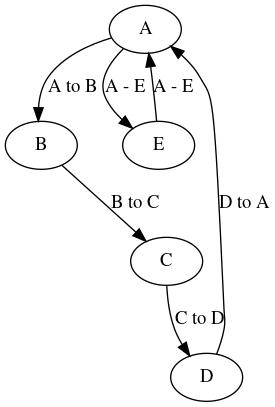 A
A to B
A - E
A - E
B
E
B to C
D to A
C
C to D
D